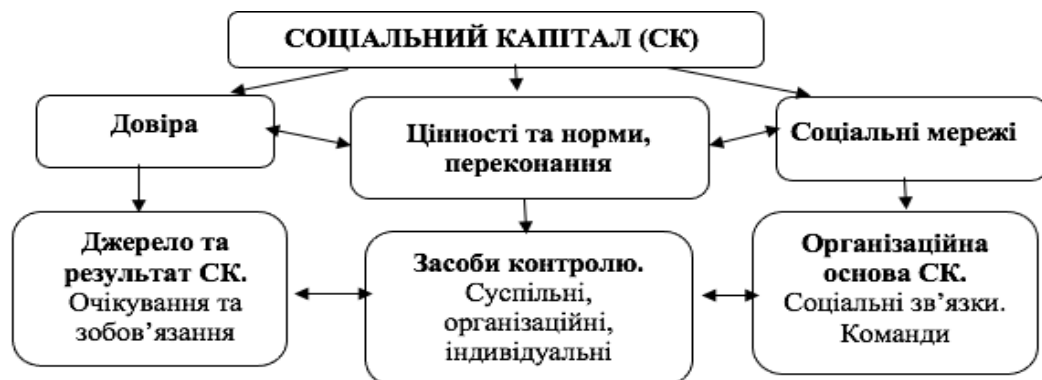 СОЦІАЛЬНИЙ КАПІТАЛ (СК)
Довіра
Цінності та норми,
переконання
Соціальні мережі
Джерело та
результат СК.
Очікування та
зобов’язання
Засоби контролю.
Суспільні,
організаційні,
індивідуальні
Організаційна
основа СК.
Соціальні зв’язки.
Команди